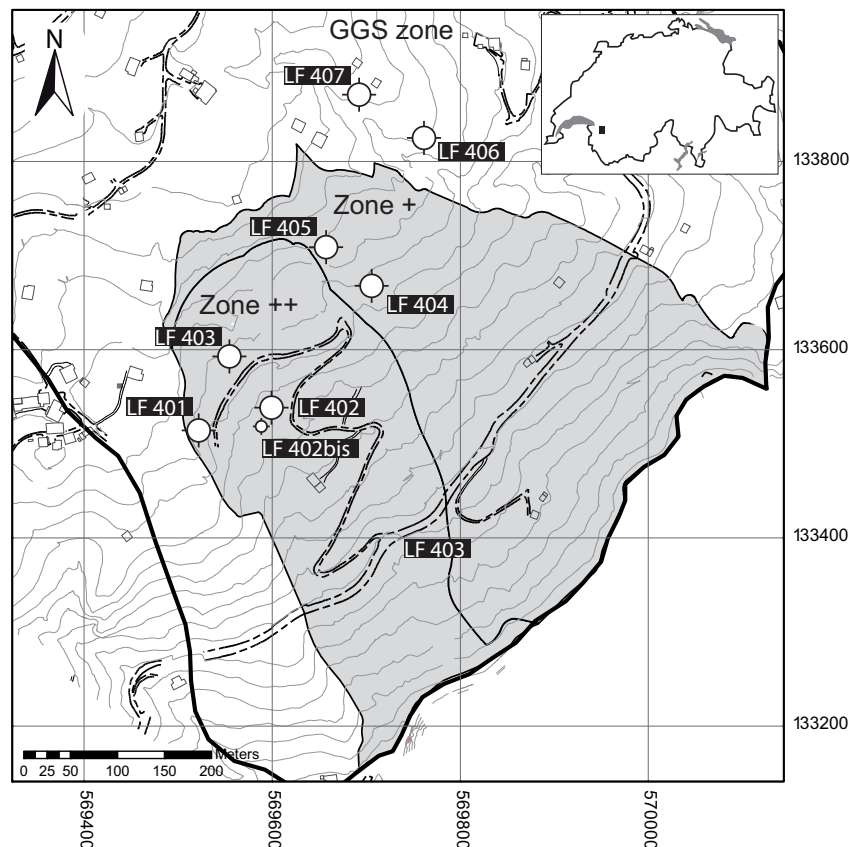 N
GGS zone
LF 407
LF 406
133800
Zone +
LF 405
LF 404
Zone ++
LF 403
133600
LF 401
LF 402
LF 402bis
LF 403
133400
133200
Meters
0 25 50 100 150 200
569400
569600
569800
570000